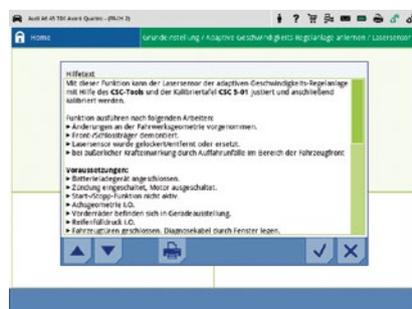 Audi A6 45 TDI Avant Quattro - (PA-IH 2)
Home
Grundeinstellung / Adaptive Geschwindigkeits Regelanlage anlernen / Lasersensor
Hilfetext
Mit dieser Funktion kann der Lasersensor der adaptiven-Geschwindigkeits-Regelanlage
mit Hilfe des CSC-Tools und der Kalibriertafel CSC 5-01 justiert und anschließend
kalibriert werden.
Funktion ausführen nach folgenden Arbeiten:
▸ Änderungen an der Fahrwerksgeometrie vorgenommen.
▸ Front-/Schlossträger demontiert.
▸ Lasersensor wurde gelockert/entfernt oder ersetzt.
▸ bei äußerlicher Krafteinwirkung durch Auffahrunfälle im Bereich der Fahrzeugfront
Voraussetzungen:
▸ Batterieladegerät angeschlossen.
▸ Zündung eingeschaltet, Motor ausgeschaltet.
▸ Start-/Stopp-Funktion nicht aktiv.
▸ Achsgeometrie i.O.
▸ Vorderräder befinden sich in Geradeausstellung.
▸ Reifenfülldruck i.O.
▸ Fahrzeugtüren geschlossen, Diagnosekabel durch Fenster legen.